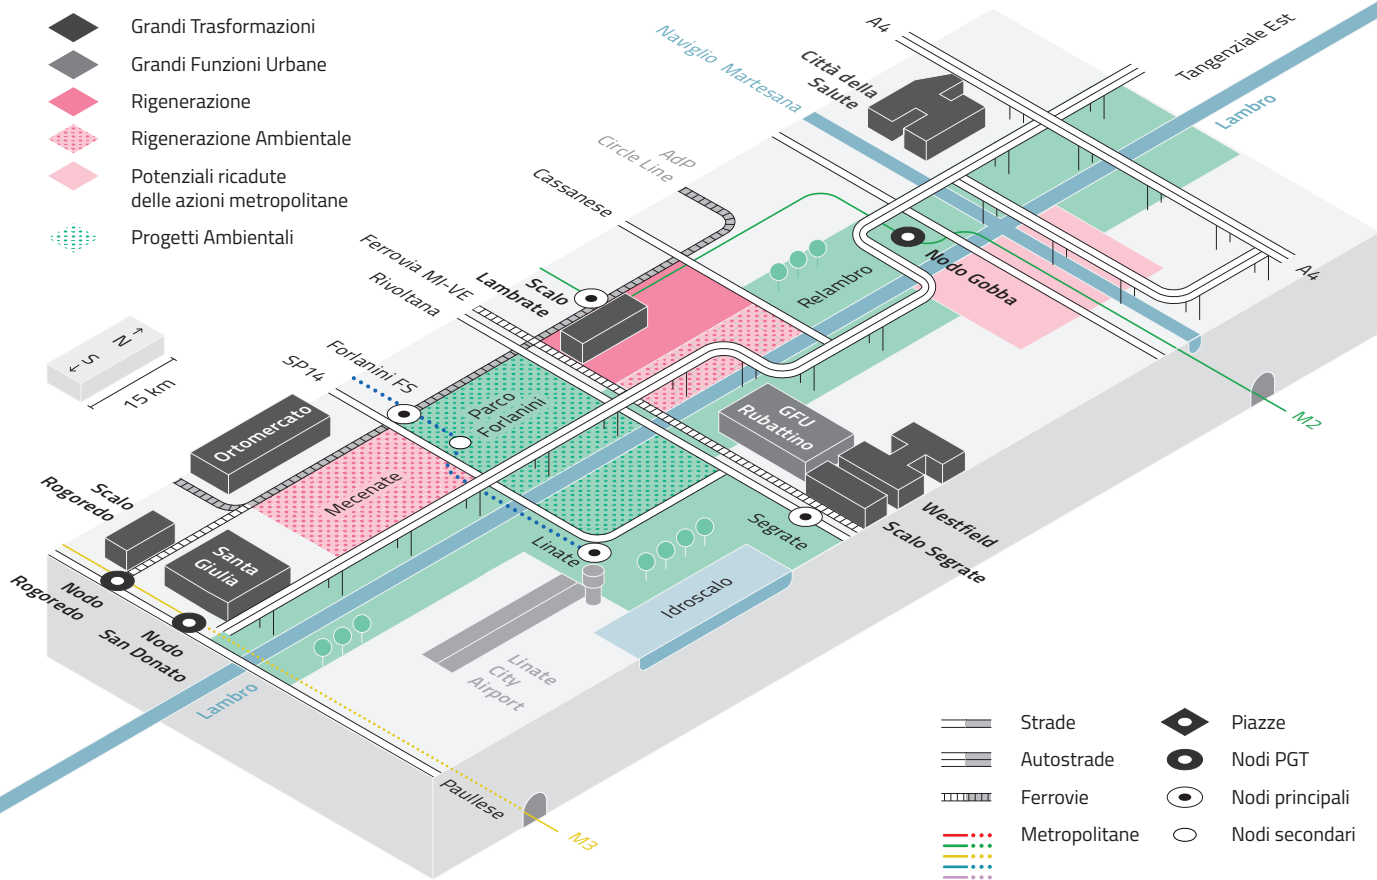 Grandi Trasformazioni
Grandi Funzioni Urbane
Rigenerazione
Rigenerazione Ambientale
Potenziali ricadute
delle azioni metropolitane
Progetti Ambientali
A4
Tangenziale Est
Naviglio Martesana
Città della
Salute
Lambro
AdP
Circle Line
Cassanese
Ferrovia MI-VE
Rivoltana
Scalo
Lambrate
Relambro
Nodo Gobba
A4
N
S
15 km
SP14
Forlanini FS
Parco
Forlanini
Ortomercato
GFU
Rubattino
M2
Mecenate
Scalo
Rogoredo
Santa
Giulia
Linate
Segrate
Westfield
Scalo Segrate
Idroscalo
Nodo
Rogoredo
Nodo
San Donato
Lambro
Linate
City
Airport
Paullese
M3
Strade
Autostrade
Ferrovie
Metropolitane
Piazze
Nodi PGT
Nodi principali
Nodi secondari